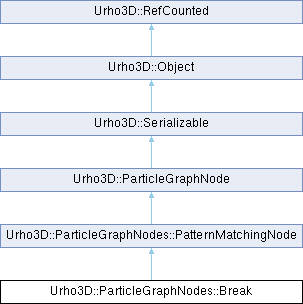 Urho3D::RefCounted
Urho3D::Object
Urho3D::Serializable
Urho3D::ParticleGraphNode
Urho3D::ParticleGraphNodes::PatternMatchingNode
Urho3D::ParticleGraphNodes::Break